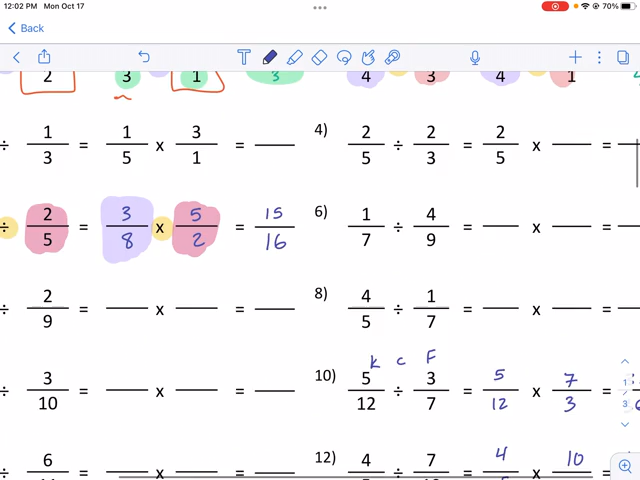 12:02 PM Mon Oct 17 70%
Back
T
2 3 1 3 4 3 4 1
÷ 1/3 = 1/5 x 3/1 = ___ 4) 2/5 ÷ 2/3 = 2/5 x ___ =
÷ 2/5 = 3/8 x 5/2 = 15/16 6) 1/7 ÷ 4/9 = ___ x ___ =
÷ 2/9 = ___ x ___ = ___ 8) 4/5 ÷ 1/7 = ___ x ___ =
K C F
÷ 3/10 = ___ x ___ = ___ 10) 5/12 ÷ 3/7 = 5/12 x 7/3 =
1
3
÷ 6 = ___ x ___ = ___ 12) 4 ÷ 7 = 4 x 10 =